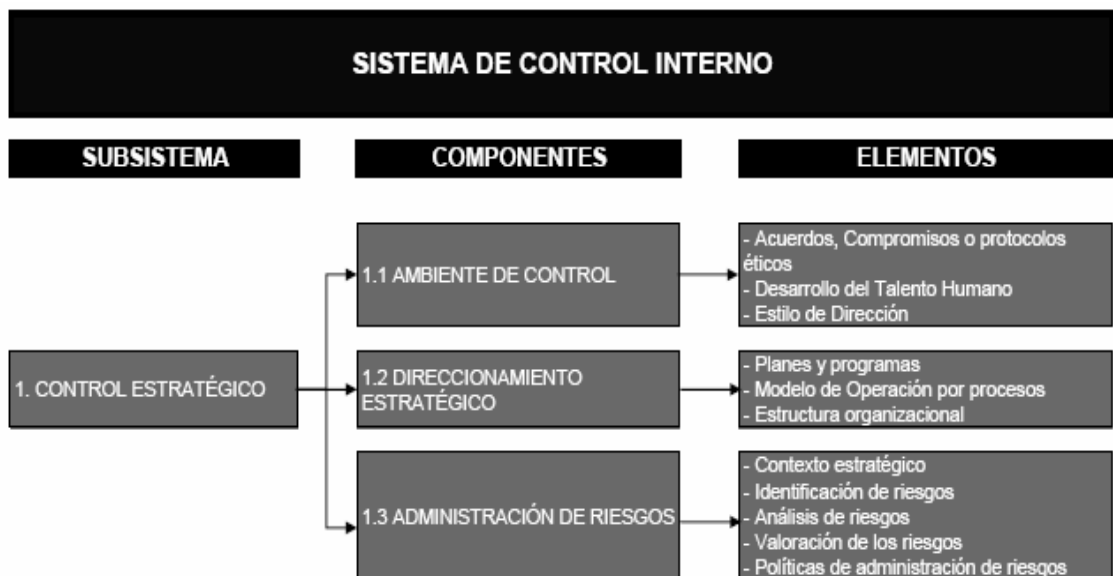 SISTEMA DE CONTROL INTERNO
SUBSISTEMA
COMPONENTES
ELEMENTOS
1. CONTROL ESTRATÉGICO
1.1 AMBIENTE DE CONTROL
- Acuerdos, Compromisos o protocolos
éticos
- Desarrollo del Talento Humano
- Estilo de Dirección
1.2 DIRECCIONAMIENTO
ESTRATÉGICO
- Planes y programas
- Modelo de Operación por procesos
- Estructura organizacional
1.3 ADMINISTRACIÓN DE RIESGOS
- Contexto estratégico
- Identificación de riesgos
- Análisis de riesgos
- Valoración de los riesgos
- Políticas de administración de riesgos